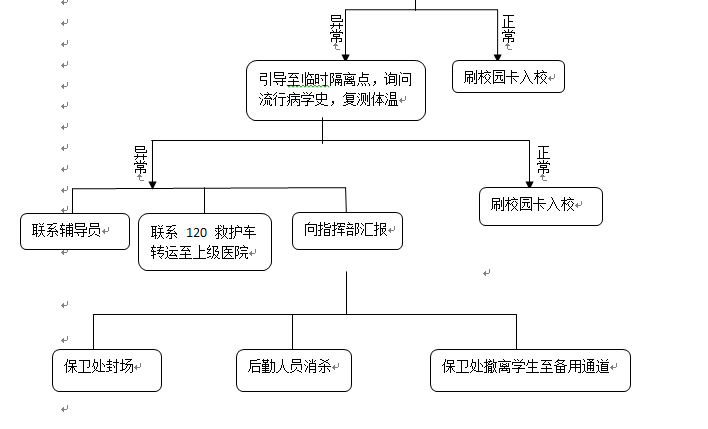 异常
正常
引导至临时隔离点，询问
流行病学史，复测体温
刷校园卡入校
异常
正常
联系辅导员
联系 120 救护车
转运至上级医院
向指挥部汇报
刷校园卡入校
保卫处封场
后勤人员消杀
保卫处撤离学生至备用通道